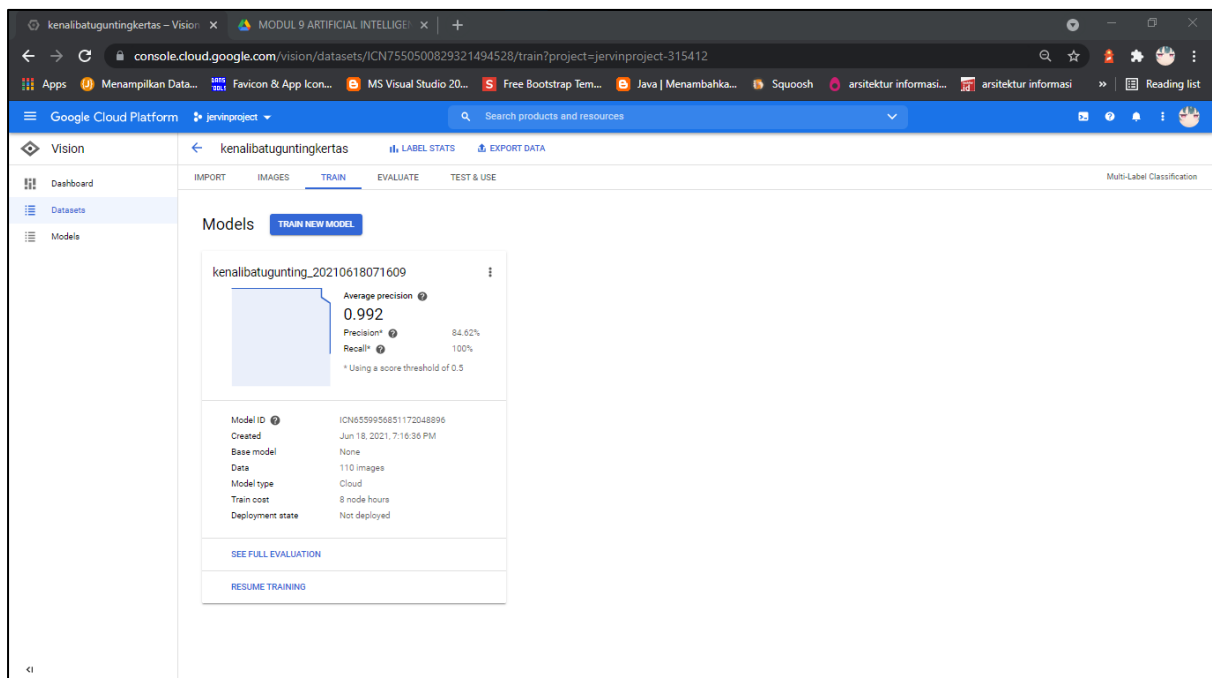 kenalibatuguntingkertas – Vision
MODUL 9 ARTIFICIAL INTELLIGEN
console.cloud.google.com/vision/datasets/ICN7550500829321494528/train?project=jervinproject-315412
Apps Menampilkan Data... Favicon & App Icon... MS Visual Studio 20... Free Bootstrap Tem... Java | Menambahka... Squoosh arsitektur informasi... arsitektur informasi » Reading list
Google Cloud Platform jervinproject Search products and resources
Vision kenalibatuguntingkertas LABEL STATS EXPORT DATA
IMPORT IMAGES TRAIN EVALUATE TEST & USE Multi-Label Classification
Dashboard
Datasets
Models
Models TRAIN NEW MODEL
kenalibatugunting_20210618071609
Average precision
0.992
Precision* 84.62%
Recall* 100%
* Using a score threshold of 0.5
Model ID ICN6559956851172048896
Created Jun 18, 2021, 7:16:36 PM
Base model None
Data 110 images
Model type Cloud
Train cost 8 node hours
Deployment state Not deployed
SEE FULL EVALUATION
RESUME TRAINING